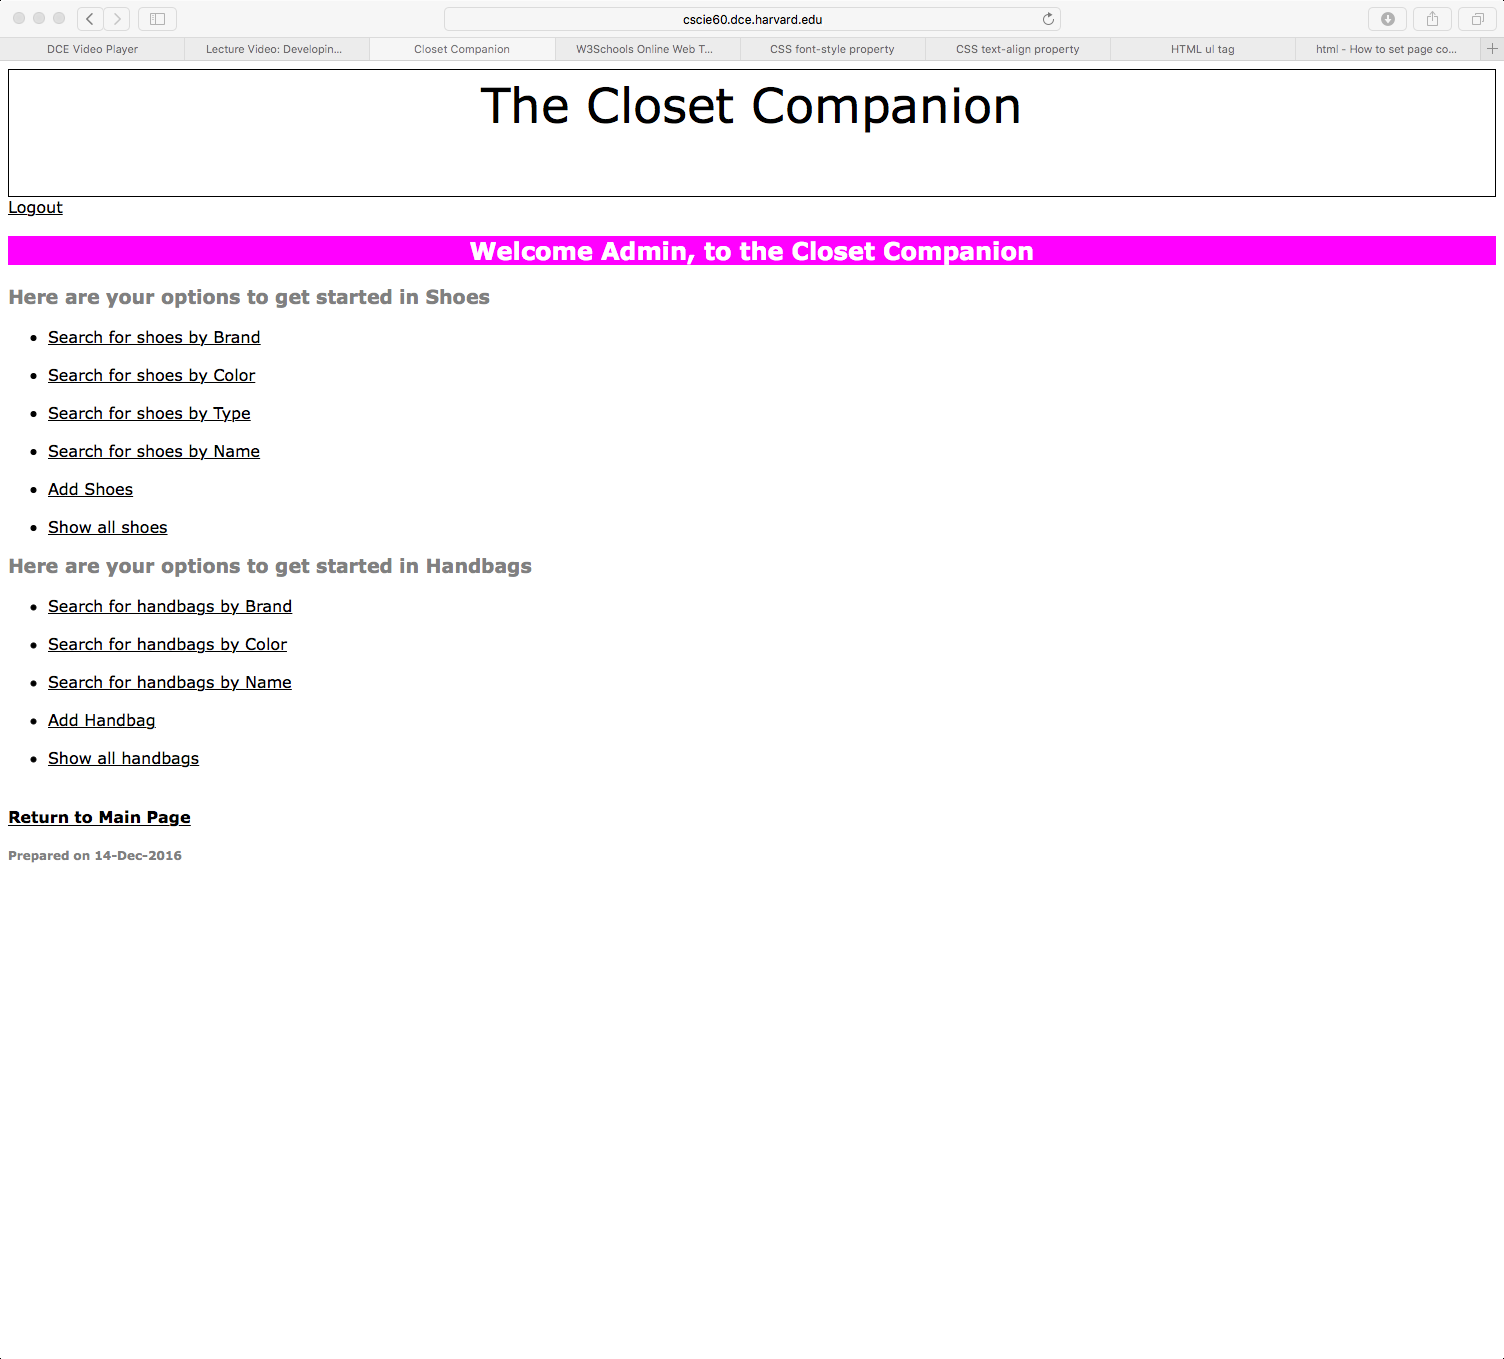 cscie60.dce.harvard.edu
DCE Video Player
Lecture Video: Developin...
Closet Companion
W3Schools Online Web T...
CSS font-style property
CSS text-align property
HTML ul tag
html - How to set page co...
The Closet Companion
Logout
Welcome Admin, to the Closet Companion
Here are your options to get started in Shoes
Search for shoes by Brand
Search for shoes by Color
Search for shoes by Type
Search for shoes by Name
Add Shoes
Show all shoes
Here are your options to get started in Handbags
Search for handbags by Brand
Search for handbags by Color
Search for handbags by Name
Add Handbag
Show all handbags
Return to Main Page
Prepared on 14-Dec-2016